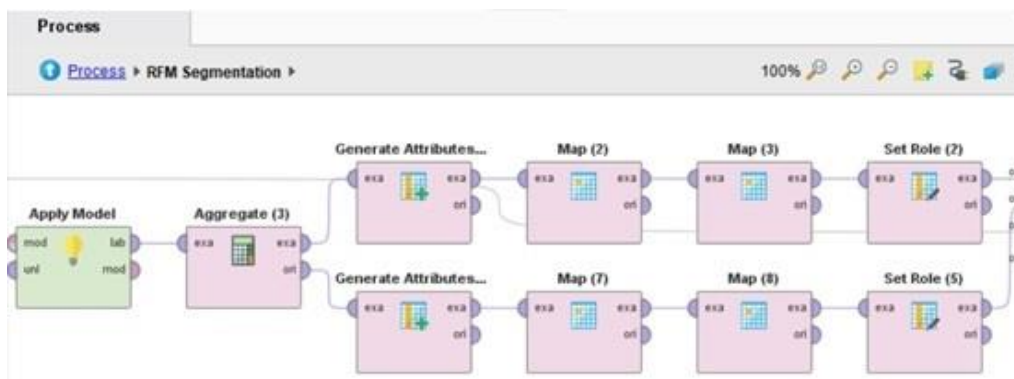 Process
Process ▸ RFM Segmentation ▸
100%
Generate Attributes... Map (2) Map (3) Set Role (2)
exa exa exa exa exa exa exa exa
ori ori ori ori
Apply Model Aggregate (3)
mod lab exa exa
unl mod ori
Generate Attributes... Map (7) Map (8) Set Role (5)
exa exa exa exa exa exa exa exa
ori ori ori ori